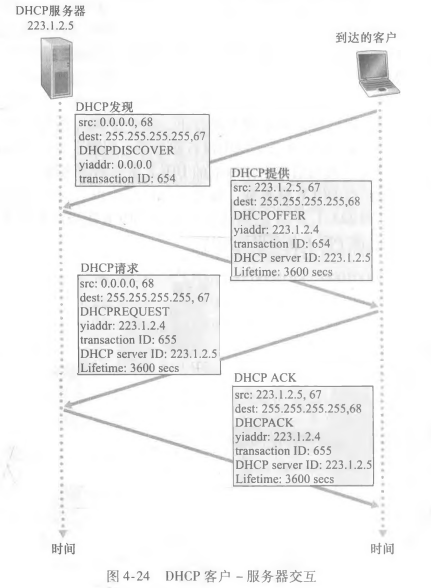 DHCP服务器
223.1.2.5
到达的客户
DHCP发现
src: 0.0.0.0, 68
dest: 255.255.255.255,67
DHCPDISCOVER
yiaddr: 0.0.0.0
transaction ID: 654
DHCP提供
src: 223.1.2.5, 67
dest: 255.255.255.255,68
DHCPOFFER
yiaddr: 223.1.2.4
transaction ID: 654
DHCP server ID: 223.1.2.5
Lifetime: 3600 secs
DHCP请求
src: 0.0.0.0, 68
dest: 255.255.255.255, 67
DHCPREQUEST
yiaddr: 223.1.2.4
transaction ID: 655
DHCP server ID: 223.1.2.5
Lifetime: 3600 secs
DHCP ACK
src: 223.1.2.5, 67
dest: 255.255.255.255,68
DHCPACK
yiaddr: 223.1.2.4
transaction ID: 655
DHCP server ID: 223.1.2.5
Lifetime: 3600 secs
时间
时间
图 4-24 DHCP 客户－服务器交互